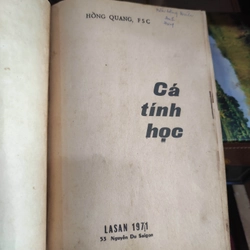 HỒNG QUANG, FSC
Cá
tính
học
LASAN 1971
53 Nguyễn Du Saigon